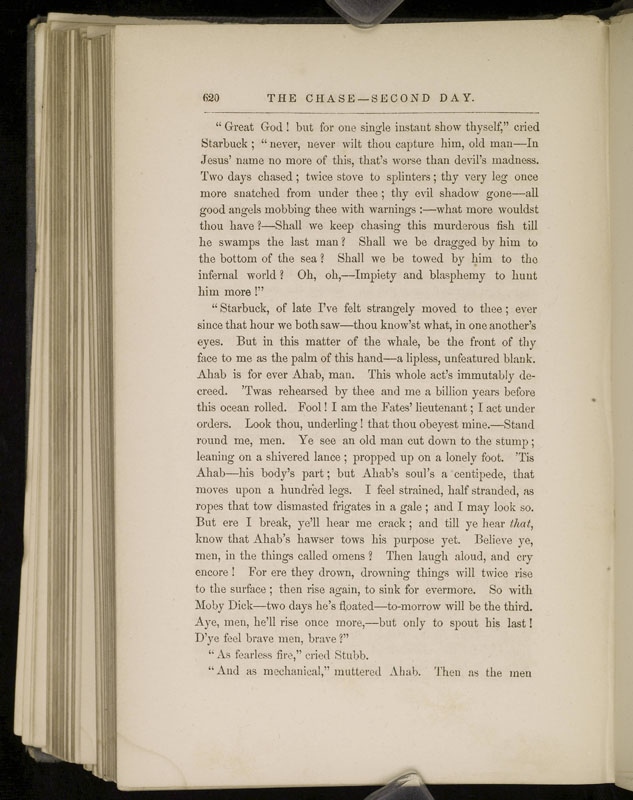 620 THE CHASE—SECOND DAY.
“Great God! but for one single instant show thyself,” cried
Starbuck; “never, never wilt thou capture him, old man—In
Jesus’ name no more of this, that’s worse than devil’s madness.
Two days chased; twice stove to splinters; thy very leg once
more snatched from under thee; thy evil shadow gone—all
good angels mobbing thee with warnings:—what more wouldst
thou have?—Shall we keep chasing this murderous fish till
he swamps the last man? Shall we be dragged by him to
the bottom of the sea? Shall we be towed by him to the
infernal world? Oh, oh,—Impiety and blasphemy to hunt
him more!”
“Starbuck, of late I’ve felt strangely moved to thee; ever
since that hour we both saw—thou know’st what, in one another’s
eyes. But in this matter of the whale, be the front of thy
face to me as the palm of this hand—a lipless, unfeatured blank.
Ahab is for ever Ahab, man. This whole act’s immutably de-
creed. ’Twas rehearsed by thee and me a billion years before
this ocean rolled. Fool! I am the Fates’ lieutenant; I act under
orders. Look thou, underling! that thou obeyest mine.—Stand
round me, men. Ye see an old man cut down to the stump;
leaning on a shivered lance; propped up on a lonely foot. ’Tis
Ahab—his body’s part; but Ahab’s soul’s a centipede, that
moves upon a hundred legs. I feel strained, half stranded, as
ropes that tow dismasted frigates in a gale; and I may look so.
But ere I break, ye’ll hear me crack; and till ye hear that,
know that Ahab’s hawser tows his purpose yet. Believe ye,
men, in the things called omens? Then laugh aloud, and cry
encore! For ere they drown, drowning things will twice rise
to the surface; then rise again, to sink for evermore. So with
Moby Dick—two days he’s floated—to-morrow will be the third.
Aye, men, he’ll rise once more,—but only to spout his last!
D’ye feel brave men, brave?”
“As fearless fire,” cried Stubb.
“And as mechanical,” muttered Ahab. Then as the men